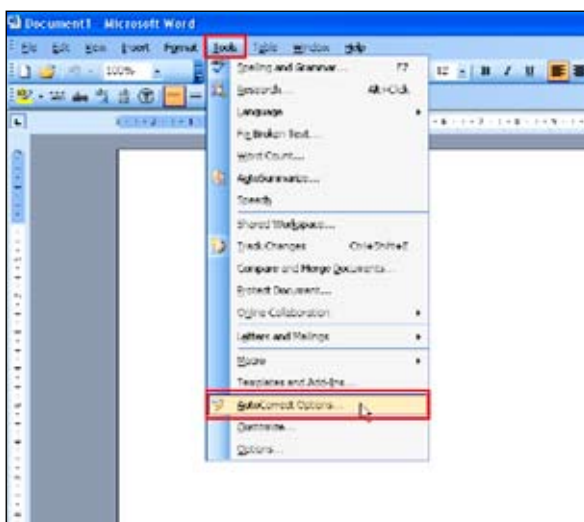 Document1 Microsoft Word
File Edit View Insert Format Tools Table Window Help
100% 12 B I U
Spelling and Grammar... F7
Research... Alt+Click
Language
Fix Broken Text...
Word Count...
AutoSummarize...
Speech
Shared Workspace...
Track Changes Ctrl+Shift+E
Compare and Merge Documents...
Protect Document...
Online Collaboration
Letters and Mailings
Macro
Templates and Add-Ins...
AutoCorrect Options...
Customize...
Options...